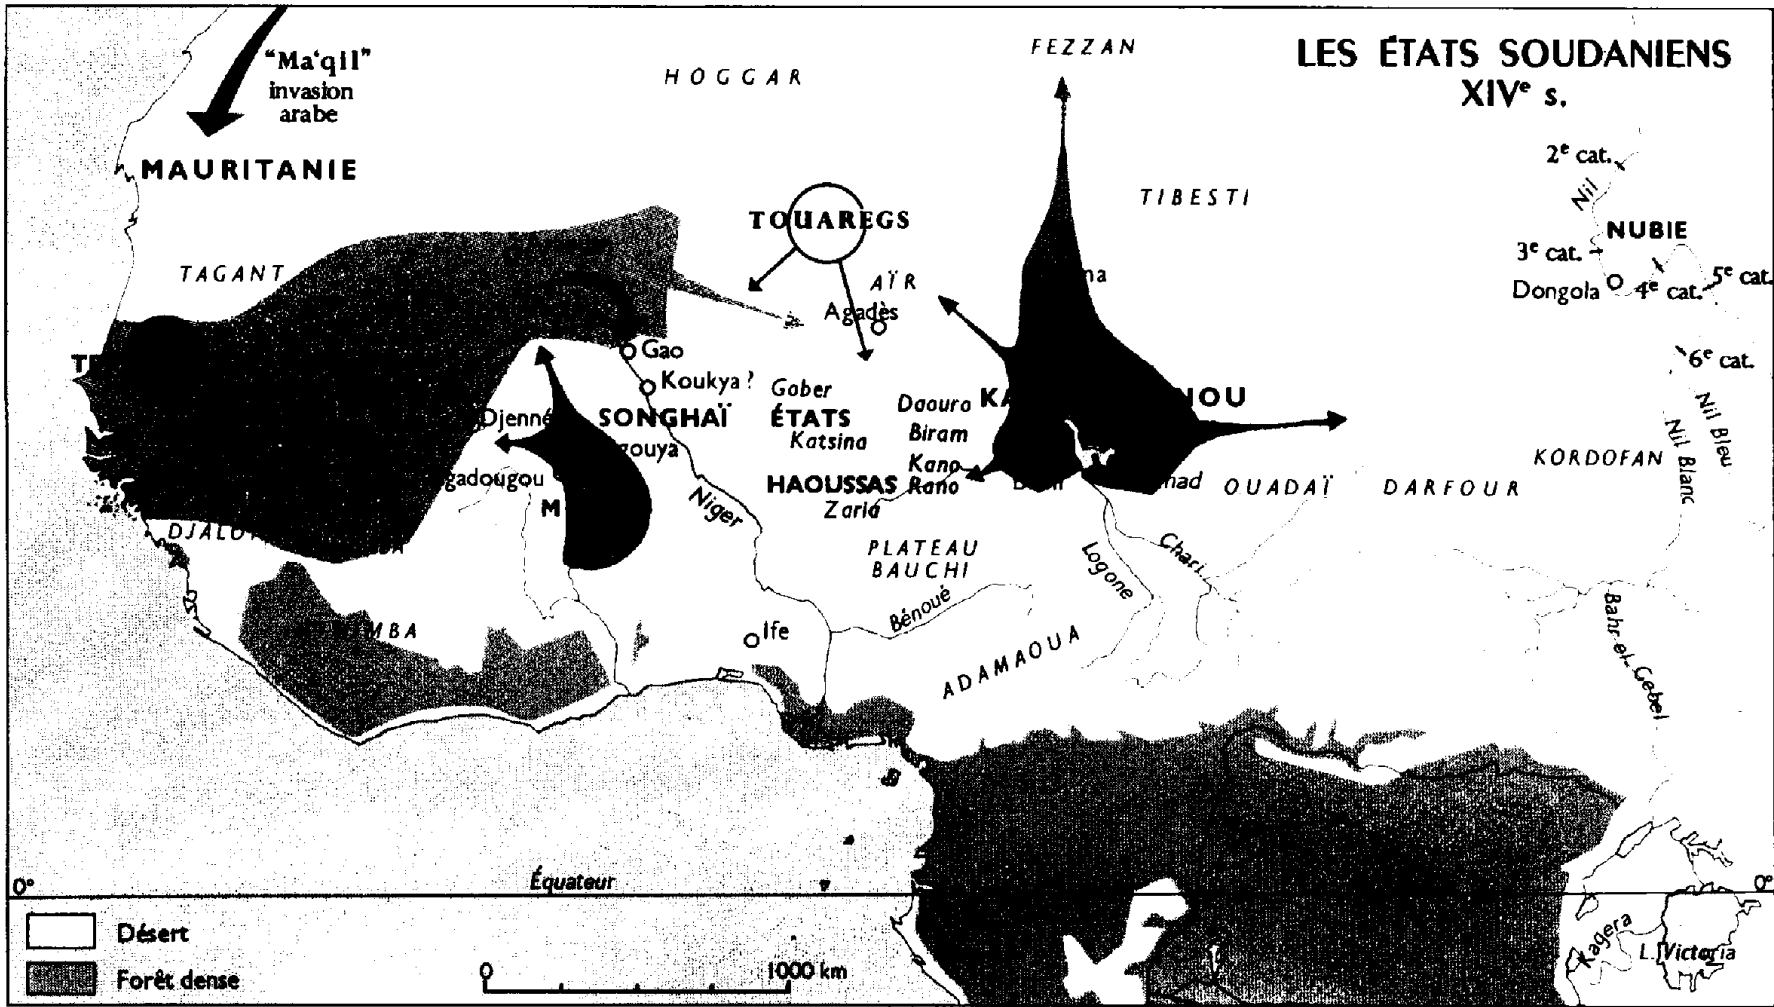 LES ÉTATS SOUDANIENS
XIVe s.
"Ma'qil"
invasion
arabe
MAURITANIE
HOGGAR
FEZZAN
TIBESTI
TOUAREGS
TAGANT
AÏR
Agadès
2e cat.
Nil
NUBIE
3e cat.
Dongola
4e cat.
5e cat.
6e cat.
Nil Bleu
Nil Blanc
Gao
Koukya ?
Gober
SONGHAÏ
ÉTATS
Katsina
Daoura
Biram
Kano
HAOUSSAS
Rano
Zaria
Djenné
Niger
PLATEAU
BAUCHI
Bénoué
Logone
Chari
ADAMAOUA
OUADAÏ
DARFOUR
KORDOFAN
Bahr-el-Gebel
Ife
0°
Équateur
0°
Désert
Forêt dense
0
1000 km
Kagera
L. Victoria